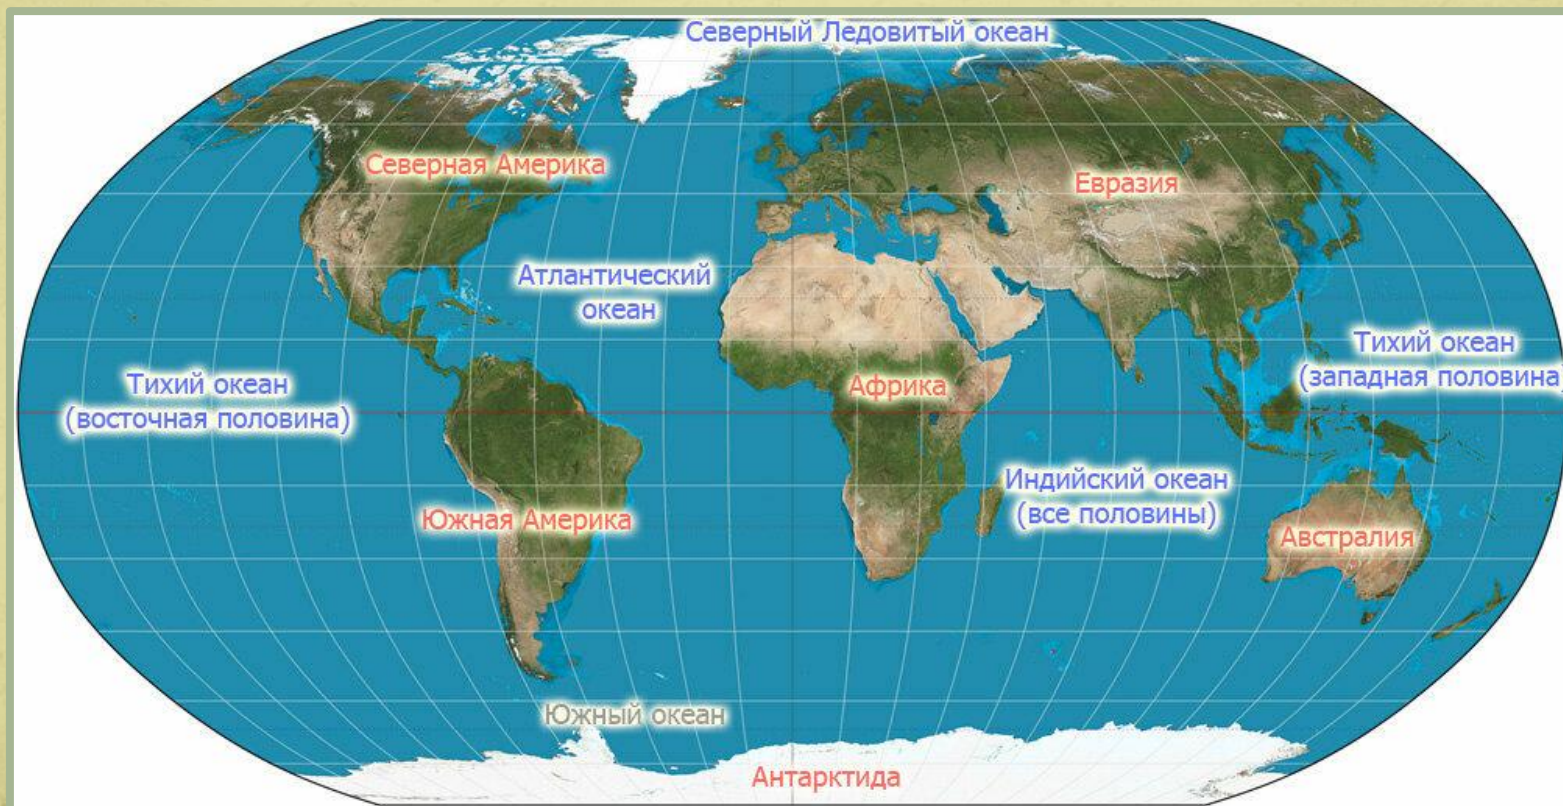 Северный Ледовитый океан
Северная Америка
Евразия
Атлантический
океан
Тихий океан
(западная половина)
Тихий океан
(восточная половина)
Африка
Индийский океан
(все половины)
Южная Америка
Австралия
Южный океан
Антарктида